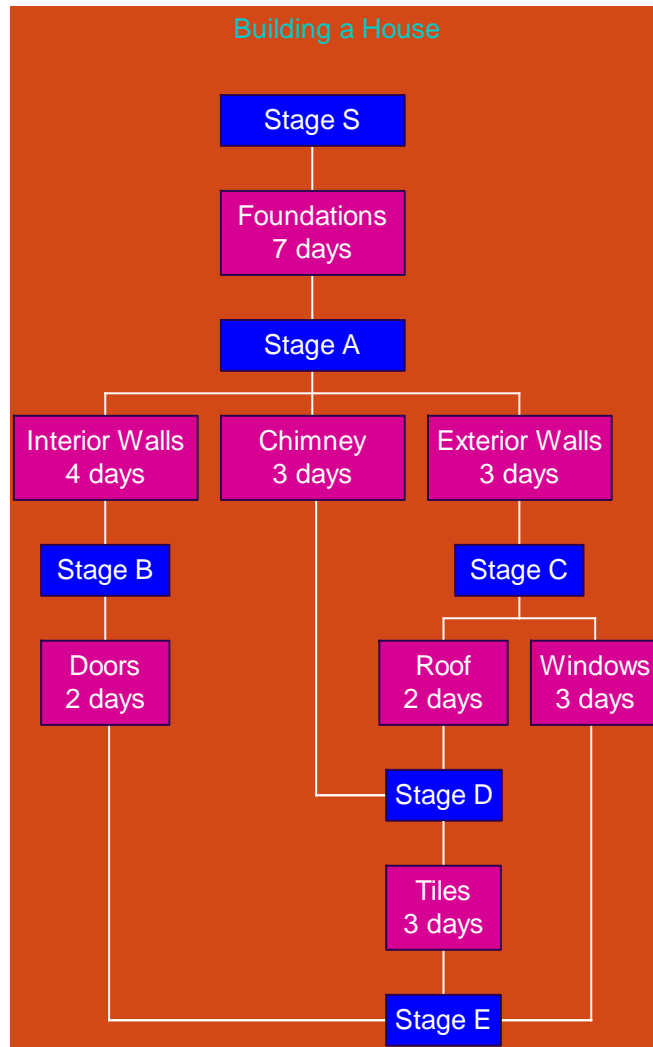 Building a House
Stage S
Foundations
7 days
Stage A
Interior Walls
4 days
Chimney
3 days
Exterior Walls
3 days
Stage B
Stage C
Doors
2 days
Roof
2 days
Windows
3 days
Stage D
Tiles
3 days
Stage E